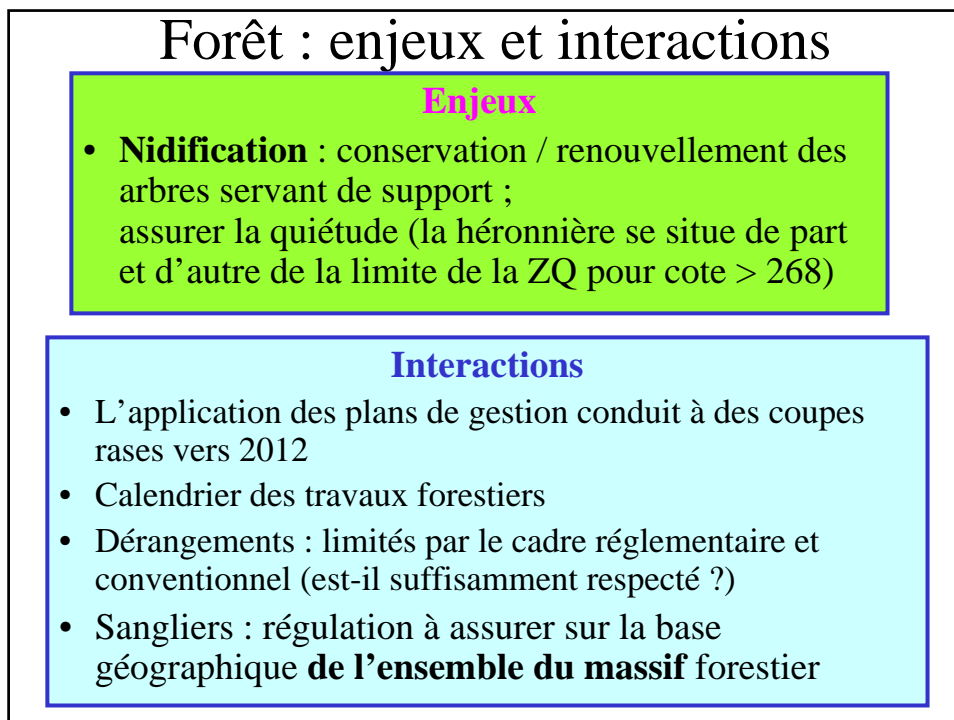 Forêt : enjeux et interactions
Enjeux
• Nidification : conservation / renouvellement des
arbres servant de support ;
assurer la quiétude (la héronnière se situe de part
et d’autre de la limite de la ZQ pour cote > 268)
Interactions
• L’application des plans de gestion conduit à des coupes
rases vers 2012
• Calendrier des travaux forestiers
• Dérangements : limités par le cadre réglementaire et
conventionnel (est-il suffisamment respecté ?)
• Sangliers : régulation à assurer sur la base
géographique de l’ensemble du massif forestier